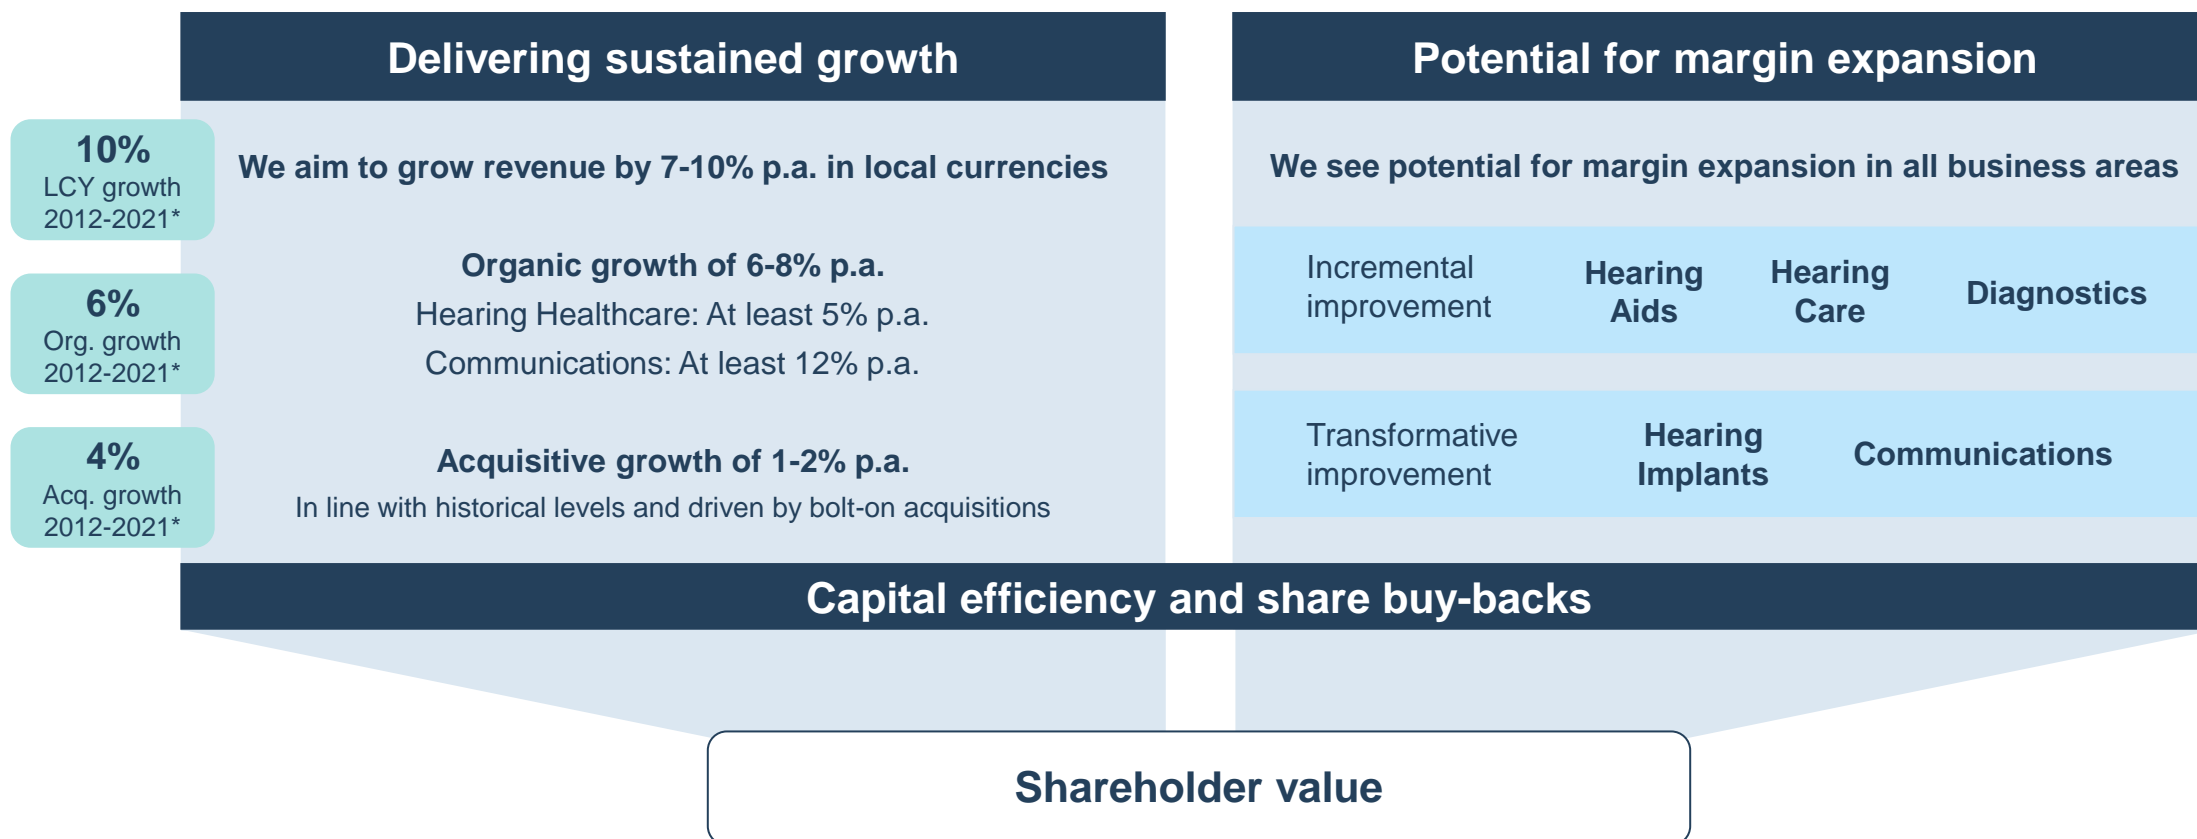 Delivering sustained growth
10%
LCY growth
2012-2021*
We aim to grow revenue by 7-10% p.a. in local currencies
6%
Org. growth
2012-2021*
Organic growth of 6-8% p.a.
Hearing Healthcare: At least 5% p.a.
Communications: At least 12% p.a.
4%
Acq. growth
2012-2021*
Acquisitive growth of 1-2% p.a.
In line with historical levels and driven by bolt-on acquisitions
Potential for margin expansion
We see potential for margin expansion in all business areas
Incremental
improvement
Hearing
Aids
Hearing
Care
Diagnostics
Transformative
improvement
Hearing
Implants
Communications
Capital efficiency and share buy-backs
Shareholder value